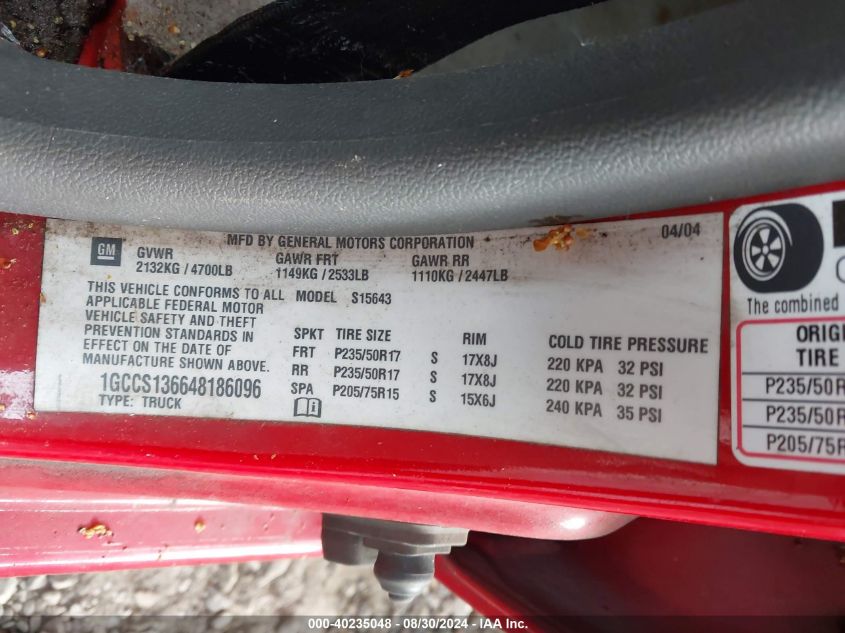 MFD BY GENERAL MOTORS CORPORATION 04/04
GM GVWR GAWR FRT GAWR RR
2132KG / 4700LB 1149KG / 2533LB 1110KG / 2447LB
THIS VEHICLE CONFORMS TO ALL MODEL S15643
APPLICABLE FEDERAL MOTOR
VEHICLE SAFETY AND THEFT
PREVENTION STANDARDS IN
EFFECT ON THE DATE OF
MANUFACTURE SHOWN ABOVE.
1GCCS136648186096
TYPE: TRUCK
SPKT TIRE SIZE RIM COLD TIRE PRESSURE
FRT P235/50R17 S 17X8J 220 KPA 32 PSI
RR P235/50R17 S 17X8J 220 KPA 32 PSI
SPA P205/75R15 S 15X6J 240 KPA 35 PSI
The combined
ORIGI
TIRE
P235/50R
P235/50R
P205/75R
000-40235048 - 08/30/2024 - IAAI Inc.